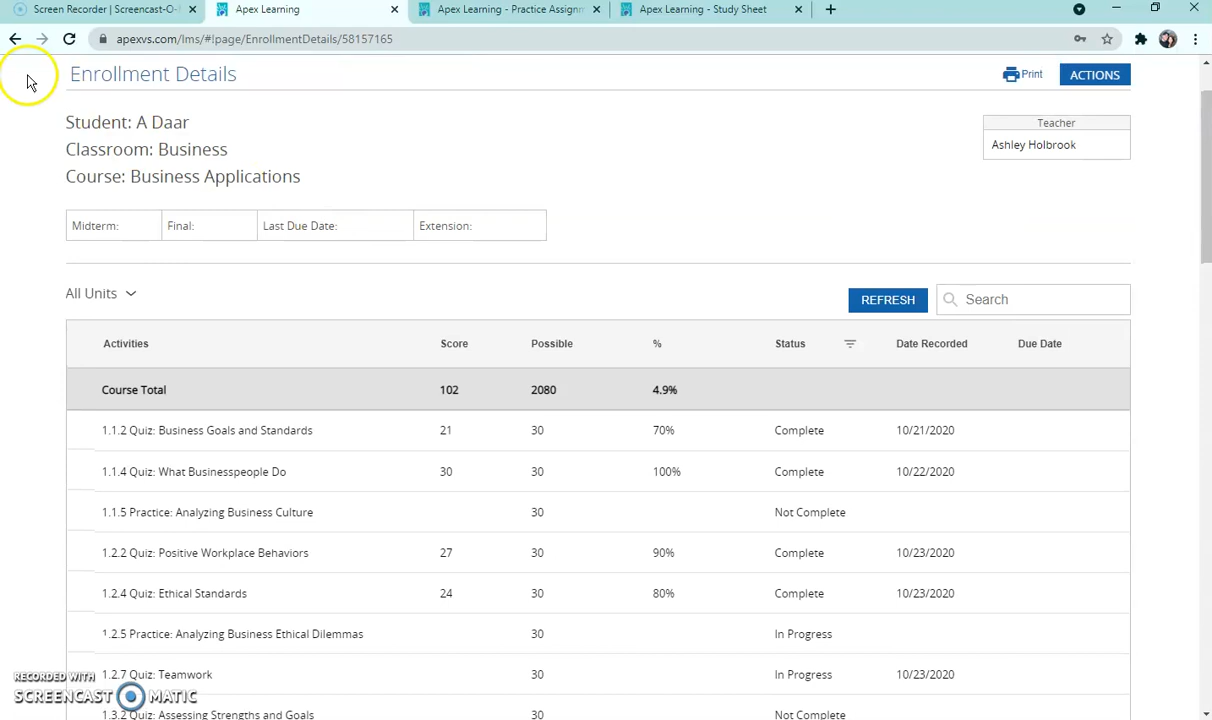 Screen Recorder | Screencast-O-
Apex Learning
Apex Learning - Practice Assignm
Apex Learning - Study Sheet
apexvs.com/lms/#!page/EnrollmentDetails/58157165
Enrollment Details
Print
ACTIONS
Student: A Daar
Classroom: Business
Course: Business Applications
Teacher
Ashley Holbrook
Midterm: Final: Last Due Date: Extension:
All Units
REFRESH
Search
Activities Score Possible % Status Date Recorded Due Date
Course Total 102 2080 4.9%
1.1.2 Quiz: Business Goals and Standards 21 30 70% Complete 10/21/2020
1.1.4 Quiz: What Businesspeople Do 30 30 100% Complete 10/22/2020
1.1.5 Practice: Analyzing Business Culture 30 Not Complete
1.2.2 Quiz: Positive Workplace Behaviors 27 30 90% Complete 10/23/2020
1.2.4 Quiz: Ethical Standards 24 30 80% Complete 10/23/2020
1.2.5 Practice: Analyzing Business Ethical Dilemmas 30 In Progress
1.2.7 Quiz: Teamwork 30 In Progress 10/23/2020
1.3.2 Quiz: Assessing Strengths and Goals 30 Not Complete
RECORDED WITH
SCREENCAST MATIC